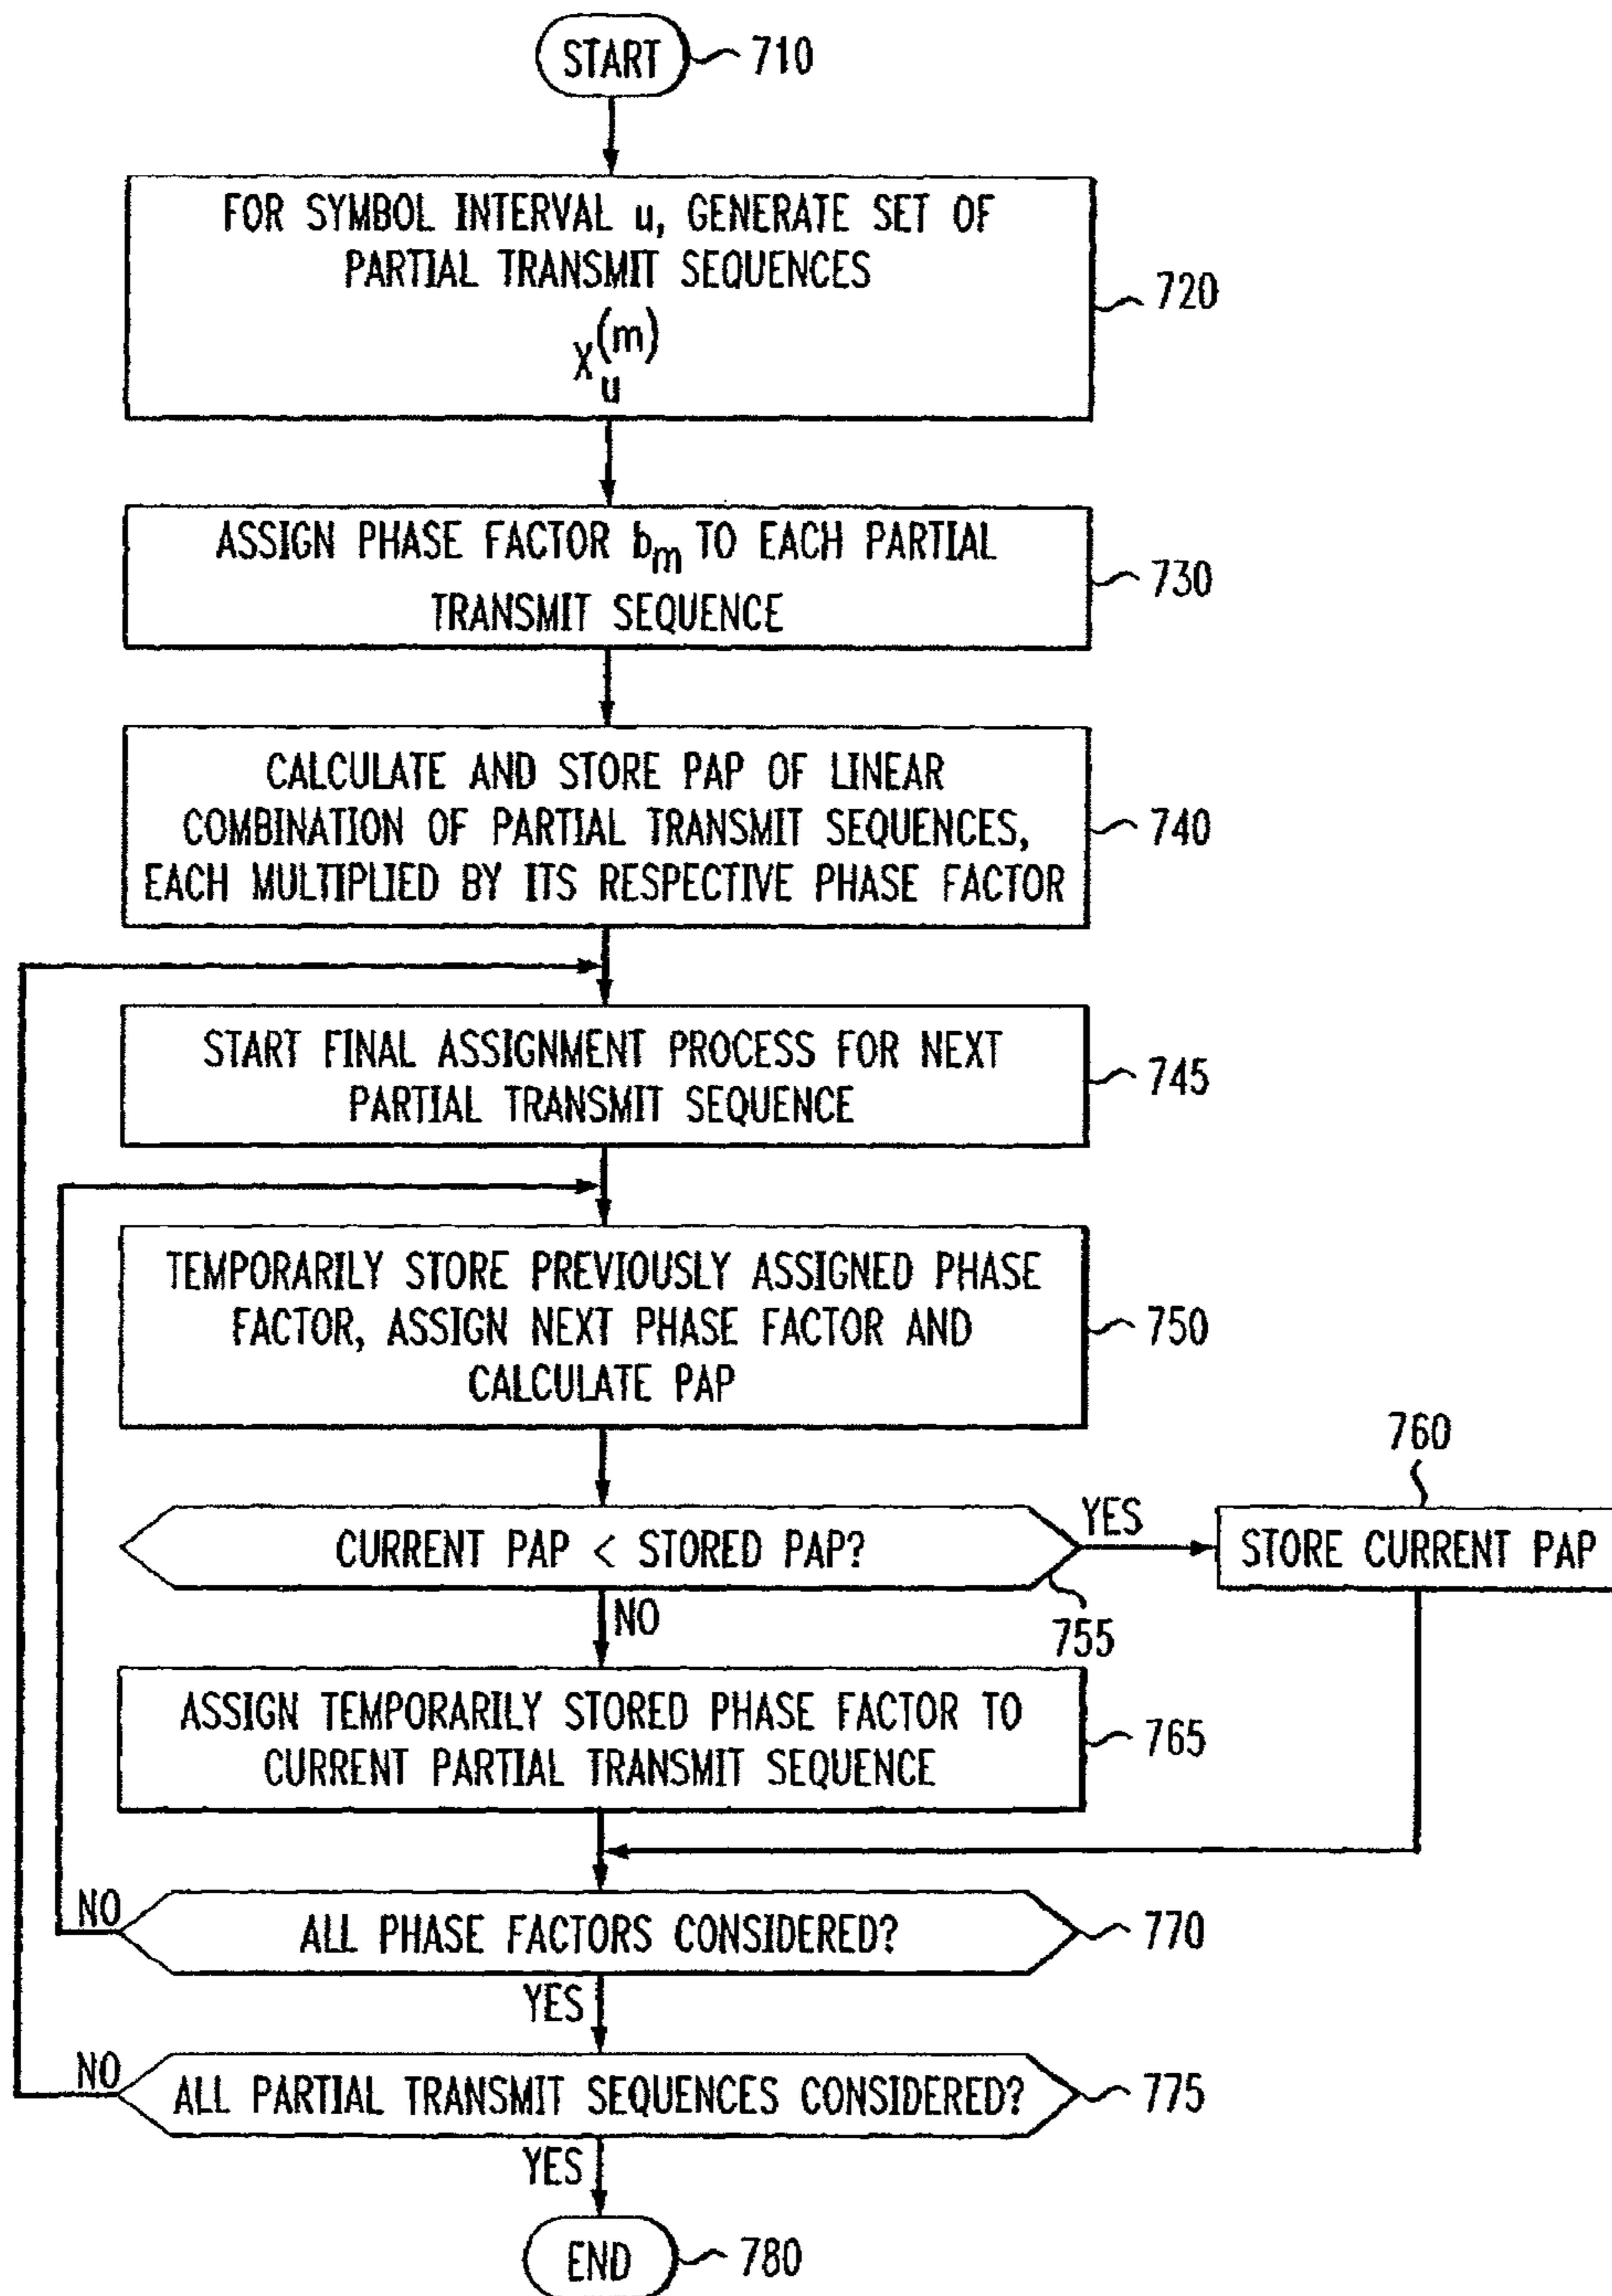 START
710
FOR SYMBOL INTERVAL u, GENERATE SET OF
PARTIAL TRANSMIT SEQUENCES
X_u^(m)
720
ASSIGN PHASE FACTOR b_m TO EACH PARTIAL
TRANSMIT SEQUENCE
730
CALCULATE AND STORE PAP OF LINEAR
COMBINATION OF PARTIAL TRANSMIT SEQUENCES,
EACH MULTIPLIED BY ITS RESPECTIVE PHASE FACTOR
740
START FINAL ASSIGNMENT PROCESS FOR NEXT
PARTIAL TRANSMIT SEQUENCE
745
TEMPORARILY STORE PREVIOUSLY ASSIGNED PHASE
FACTOR, ASSIGN NEXT PHASE FACTOR AND
CALCULATE PAP
750
CURRENT PAP < STORED PAP?
YES
755
760
STORE CURRENT PAP
NO
ASSIGN TEMPORARILY STORED PHASE FACTOR TO
CURRENT PARTIAL TRANSMIT SEQUENCE
765
NO
ALL PHASE FACTORS CONSIDERED?
770
YES
NO
ALL PARTIAL TRANSMIT SEQUENCES CONSIDERED?
775
YES
END
780